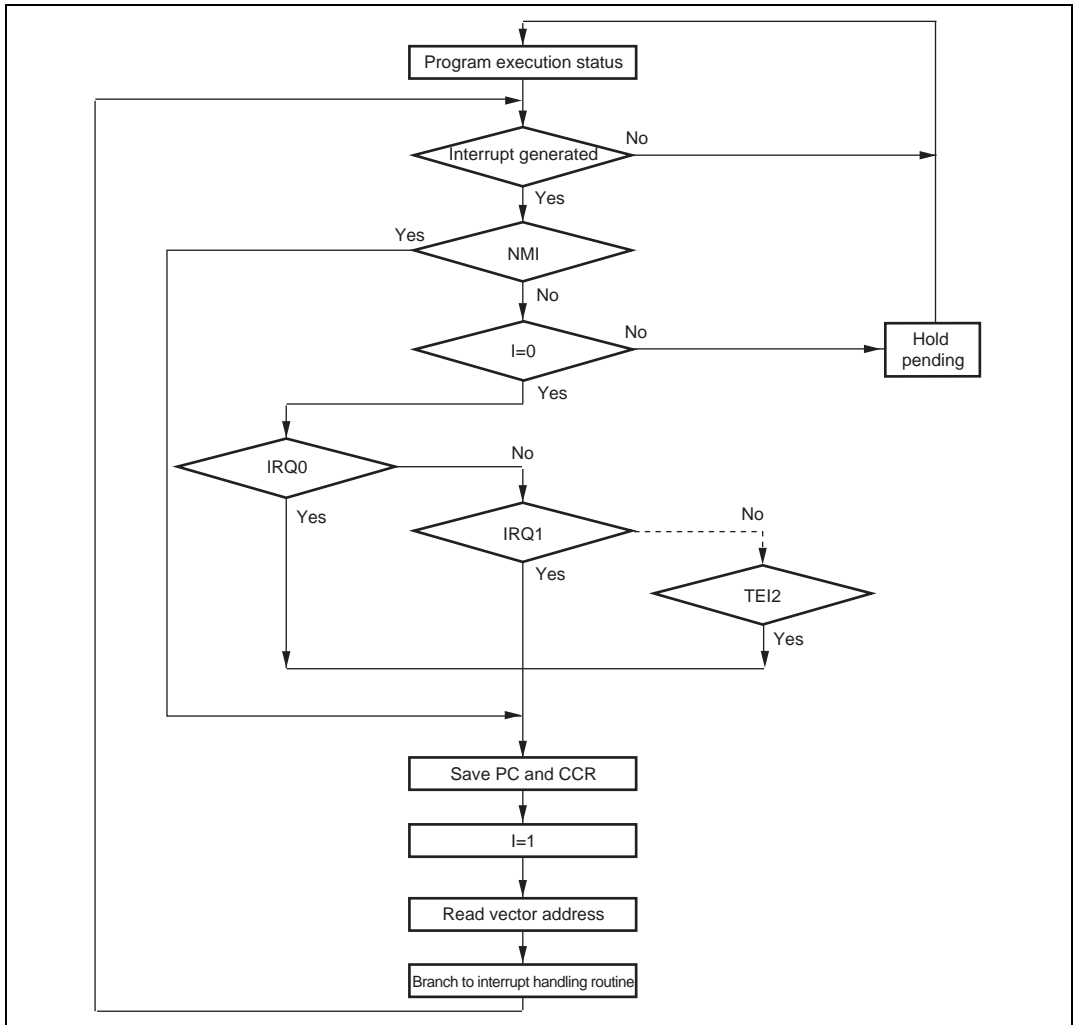 Program execution status
No
Interrupt generated
Yes
Yes
NMI
No
No
I=0
Hold
pending
Yes
No
IRQ0
Yes
No
IRQ1
Yes
TEI2
Yes
Save PC and CCR
I=1
Read vector address
Branch to interrupt handling routine